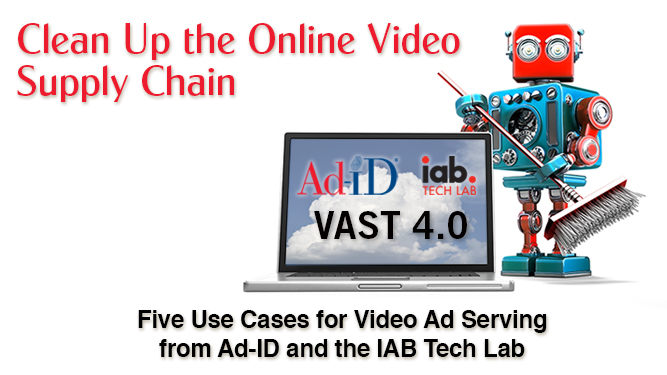 Clean Up the Online Video
Supply Chain
Ad-iD®
iab.
TECH LAB
VAST 4.0
Five Use Cases for Video Ad Serving
from Ad-ID and the IAB Tech Lab